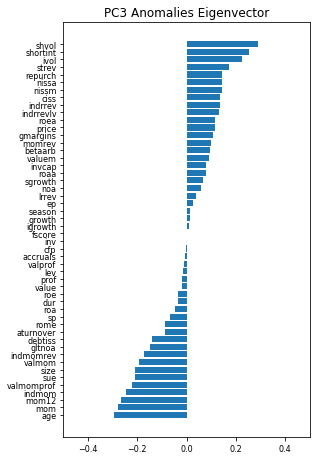 PC3 Anomalies Eigenvector
shvol
shortint
ivol
strev
repurch
nissa
nissm
ciss
indrrev
indrrevlv
roea
price
gmargins
momrev
betaarb
valuem
invcap
roaa
sgrowth
noa
lrrev
ep
season
growth
igrowth
fscore
inv
cfp
accruals
valprof
lev
prof
value
roe
dur
roa
sp
rome
aturnover
debtiss
gltnoa
indmomrev
valmom
size
sue
valmomprof
indmom
mom12
mom
age
−0.4 −0.2 0.0 0.2 0.4